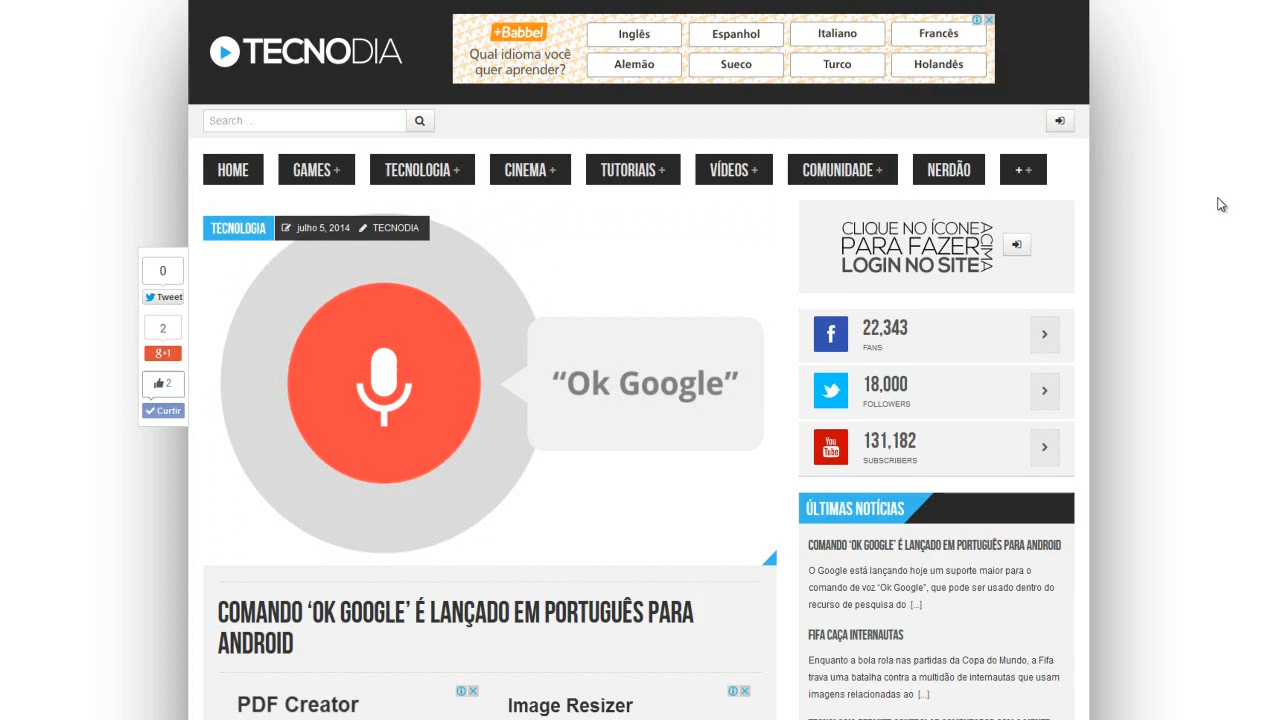 TECNODIA
+Babbel
Qual idioma você
quer aprender?
Inglês
Espanhol
Italiano
Francês
Alemão
Sueco
Turco
Holandês
Search ...
HOME
GAMES +
TECNOLOGIA +
CINEMA +
TUTORIAIS +
VÍDEOS +
COMUNIDADE +
NERDÃO
+ +
TECNOLOGIA
julho 5, 2014
TECNODIA
0
Tweet
2
g+1
2
Curtir
“Ok Google”
COMANDO ‘OK GOOGLE’ É LANÇADO EM PORTUGUÊS PARA
ANDROID
PDF Creator
Image Resizer
CLIQUE NO ÍCONE
PARA FAZER
LOGIN NO SITE
ACIMA
f
22,343
FANS
18,000
FOLLOWERS
You
Tube
131,182
SUBSCRIBERS
ÚLTIMAS NOTÍCIAS
COMANDO ‘OK GOOGLE’ É LANÇADO EM PORTUGUÊS PARA ANDROID
O Google está lançando hoje um suporte maior para o
comando de voz “Ok Google”, que pode ser usado dentro do
recurso de pesquisa do [...]
FIFA CAÇA INTERNAUTAS
Enquanto a bola rola nas partidas da Copa do Mundo, a Fifa
trava uma batalha contra a multidão de internautas que usam
imagens relacionadas ao [...]